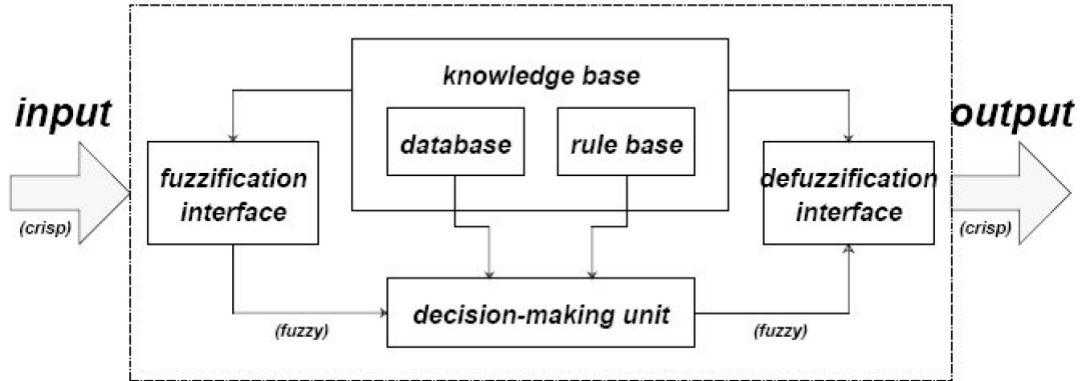 knowledge base
input
output
database
rule base
fuzzification
interface
defuzzification
interface
(crisp)
(crisp)
decision-making unit
(fuzzy)
(fuzzy)